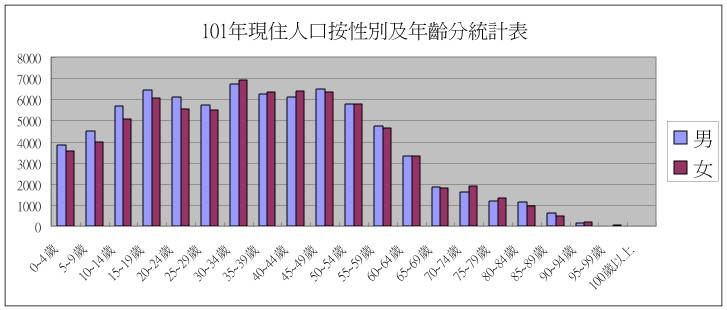 101年現住人口按性別及年齡分統計表
8000
7000
6000
5000
4000
3000
2000
1000
0
0~4歲
5~9歲
10~14歲
15~19歲
20~24歲
25~29歲
30~34歲
35~39歲
40~44歲
45~49歲
50~54歲
55~59歲
60~64歲
65~69歲
70~74歲
75~79歲
80~84歲
85~89歲
90~94歲
95~99歲
100歲以上
男
女